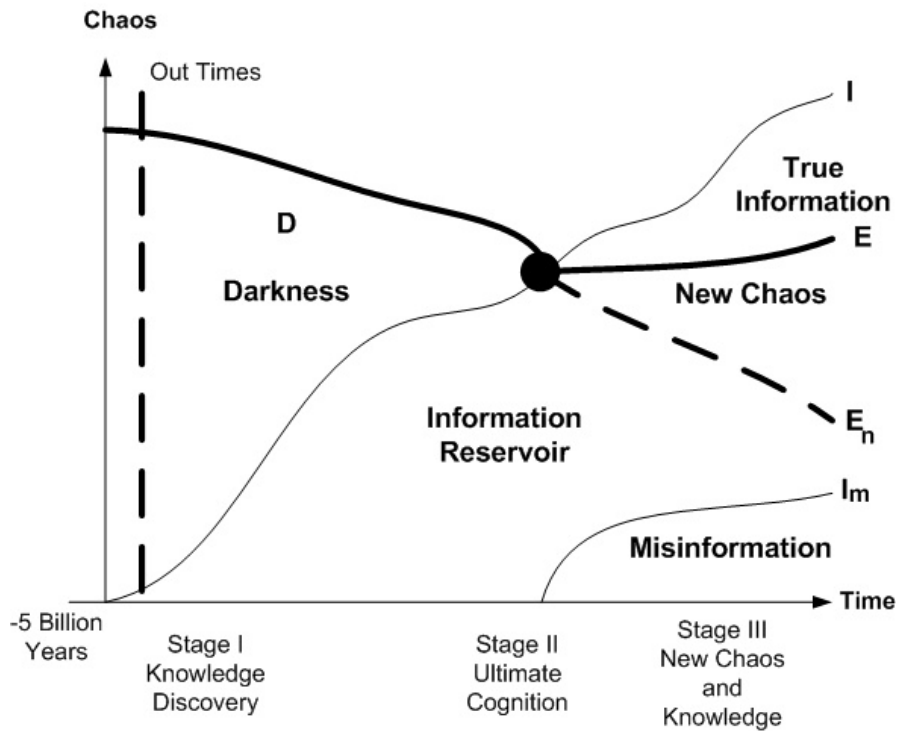 Chaos
Out Times
I
True
Information
D
E
Darkness
New Chaos
Information
Reservoir
En
Im
Misinformation
Time
-5 Billion
Years
Stage I
Knowledge
Discovery
Stage II
Ultimate
Cognition
Stage III
New Chaos
and
Knowledge